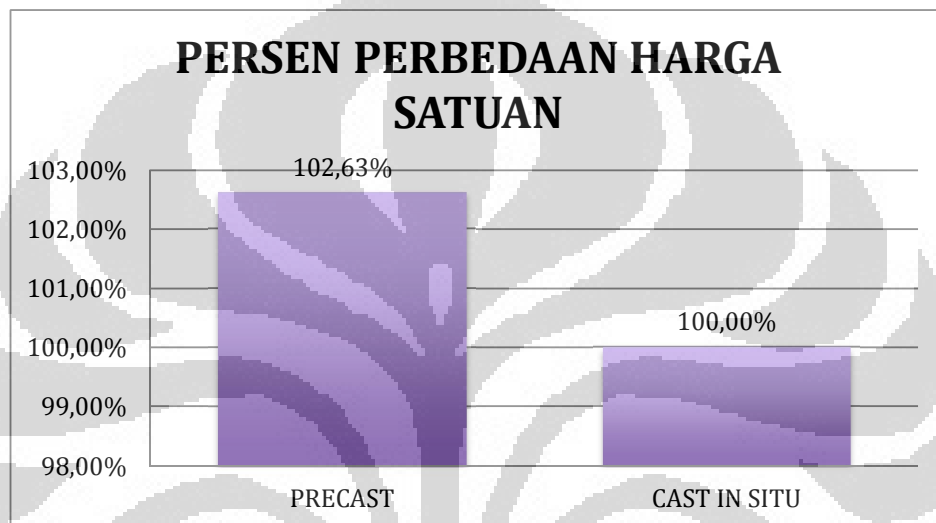 PERSEN PERBEDAAN HARGA
SATUAN
103,00%
102,63%
102,00%
101,00%
100,00%
100,00%
99,00%
98,00%
PRECAST
CAST IN SITU